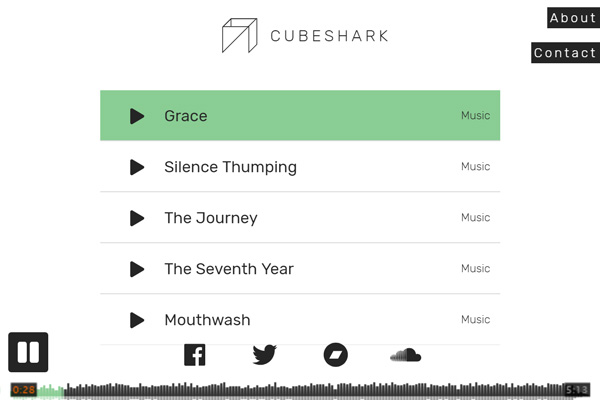 CUBESHARK
About
Contact
Grace Music
Silence Thumping Music
The Journey Music
The Seventh Year Music
Mouthwash Music
0:28 5:13